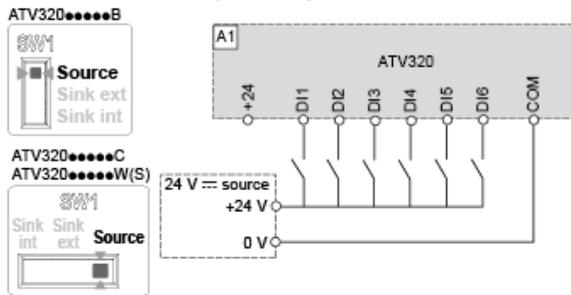 ATV320●●●●●B
SW1
Source
Sink ext
Sink int
ATV320●●●●●C
ATV320●●●●●W(S)
SW1
Sink int
Sink ext
Source
A1
ATV320
+24
DI1
DI2
DI3
DI4
DI5
DI6
COM
24 V ⎓ source
+24 V
0 V